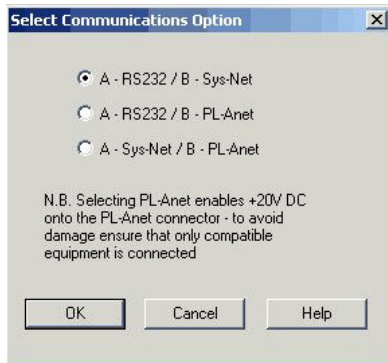 Select Communications Option
A - RS232 / B - Sys-Net
A - RS232 / B - PL-Anet
A - Sys-Net / B - PL-Anet
N.B. Selecting PL-Anet enables +20V DC
onto the PL-Anet connector - to avoid
damage ensure that only compatible
equipment is connected
OK Cancel Help